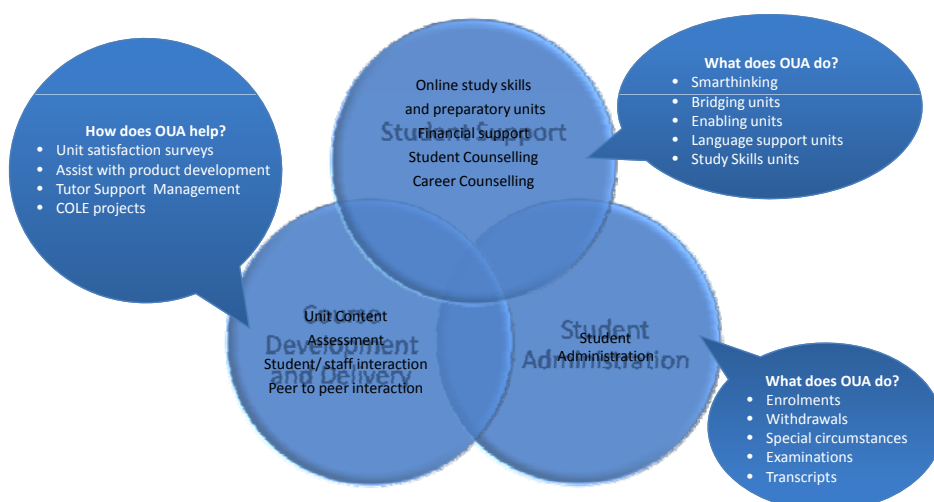 How does OUA help?
• Unit satisfaction surveys
• Assist with product development
• Tutor Support Management
• COLE projects
Online study skills
and preparatory units
Student Support
Financial support
Student Counselling
Career Counselling
What does OUA do?
• Smarthinking
• Bridging units
• Enabling units
• Language support units
• Study Skills units
Course
Development
and Delivery
Unit Content
Assessment
Student/ staff interaction
Peer to peer interaction
Student
Administration
Student
Administration
What does OUA do?
• Enrolments
• Withdrawals
• Special circumstances
• Examinations
• Transcripts